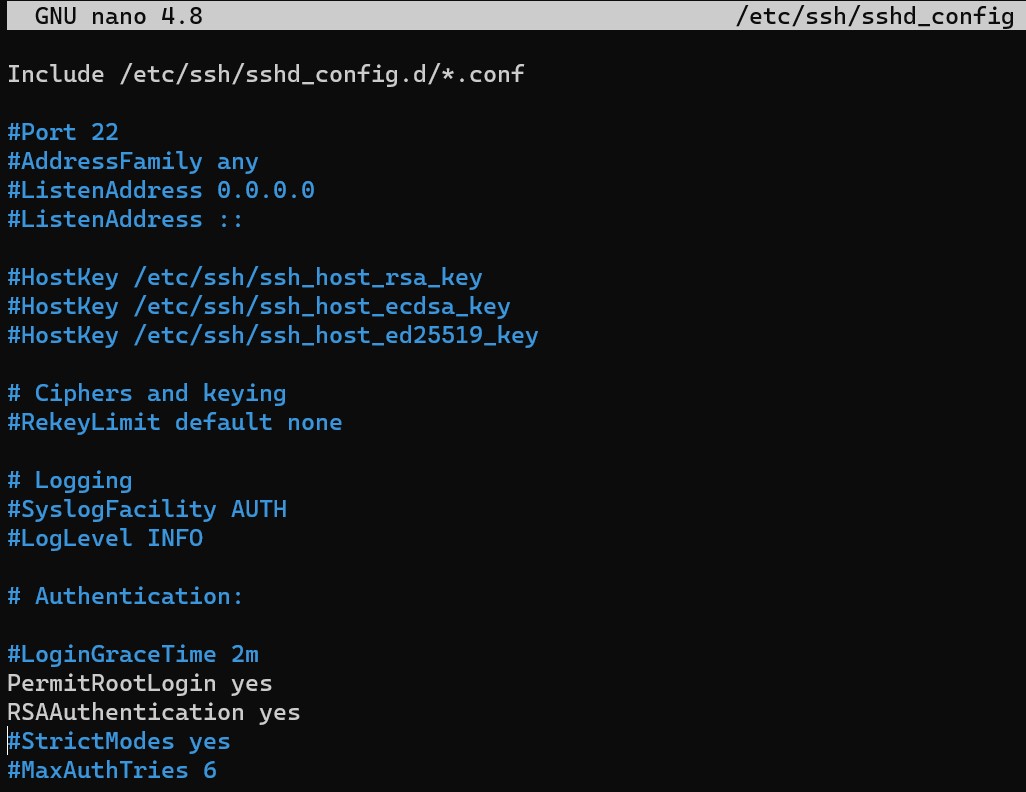 GNU nano 4.8 /etc/ssh/sshd_config
Include /etc/ssh/sshd_config.d/*.conf
#Port 22
#AddressFamily any
#ListenAddress 0.0.0.0
#ListenAddress ::
#HostKey /etc/ssh/ssh_host_rsa_key
#HostKey /etc/ssh/ssh_host_ecdsa_key
#HostKey /etc/ssh/ssh_host_ed25519_key
# Ciphers and keying
#RekeyLimit default none
# Logging
#SyslogFacility AUTH
#LogLevel INFO
# Authentication:
#LoginGraceTime 2m
PermitRootLogin yes
RSAAuthentication yes
#StrictModes yes
#MaxAuthTries 6